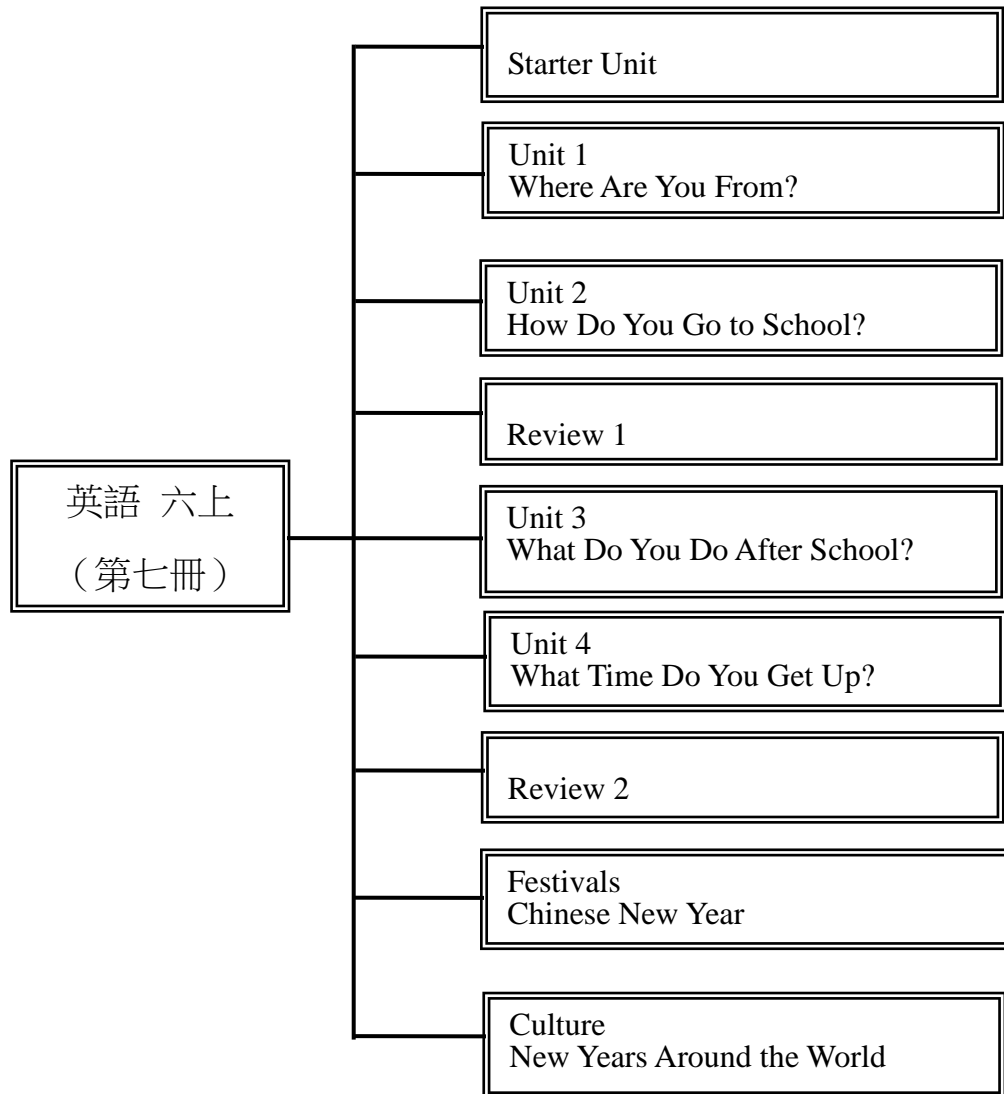 Starter Unit
Unit 1
Where Are You From?
Unit 2
How Do You Go to School?
Review 1
英語 六上
（第七冊）
Unit 3
What Do You Do After School?
Unit 4
What Time Do You Get Up?
Review 2
Festivals
Chinese New Year
Culture
New Years Around the World